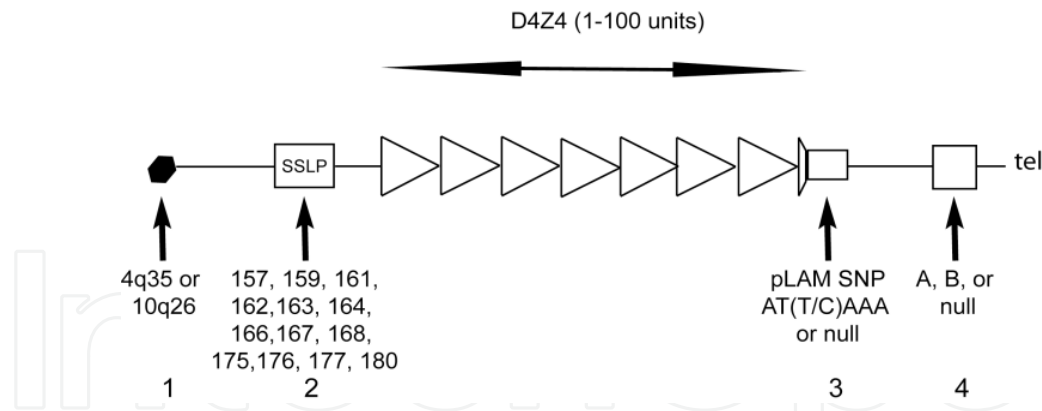 D4Z4 (1-100 units)
SSLP
tel
4q35 or
10q26
157, 159, 161,
162,163, 164,
166,167, 168,
175,176, 177, 180
pLAM SNP
AT(T/C)AAA
or null
A, B, or
null
1
2
3
4